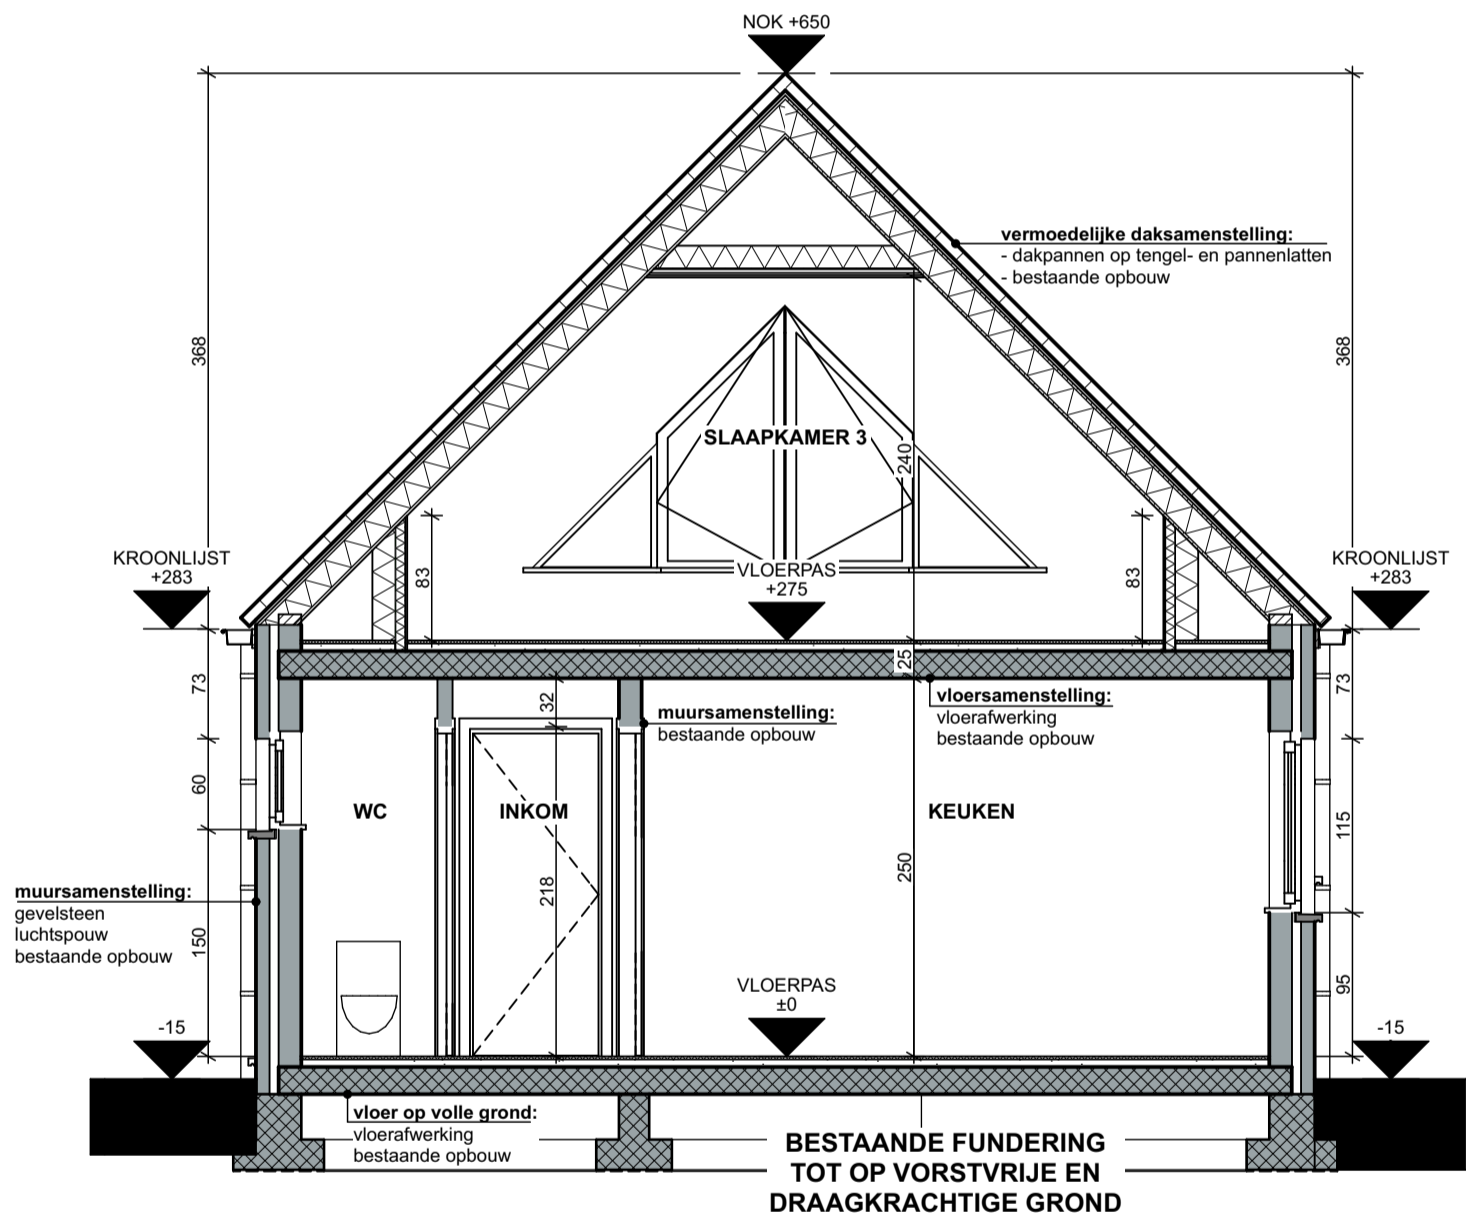 NOK +650
vermoedelijke daksamenstelling:
- dakpannen op tengel- en pannenlatten
- bestaande opbouw
368
368
SLAAPKAMER 3
240
KROONLIJST
+283
83
VLOERPAS
+275
83
KROONLIJST
+283
73
32
25
73
muursamenstelling:
bestaande opbouw
vloersamenstelling:
vloerafwerking
bestaande opbouw
60
WC
INKOM
KEUKEN
115
218
250
muursamenstelling:
gevelsteen
luchtspouw
bestaande opbouw
150
95
VLOERPAS
±0
-15
-15
vloer op volle grond:
vloerafwerking
bestaande opbouw
BESTAANDE FUNDERING
TOT OP VORSTVRIJE EN
DRAAGKRACHTIGE GROND